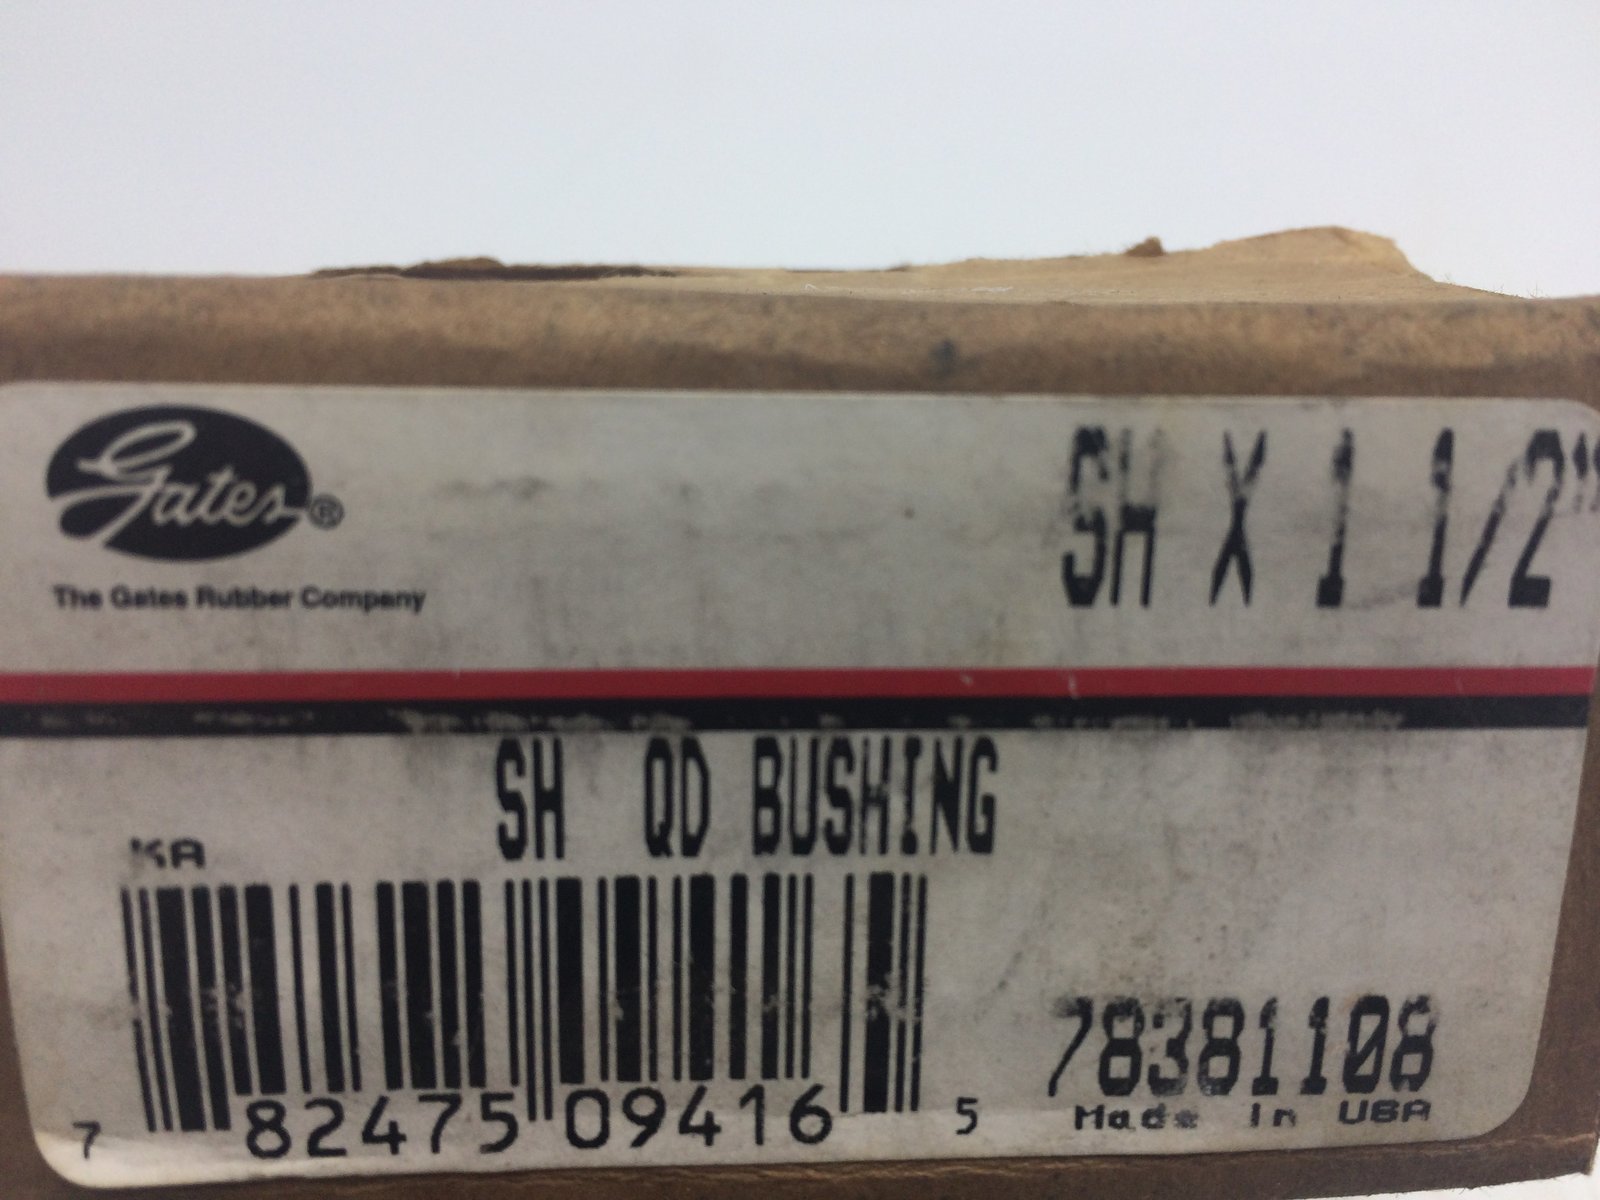 Gates®
The Gates Rubber Company
SH X 1 1/2"
SH QD BUSHING
KA
7 82475 09416 5
78381108
Made In USA